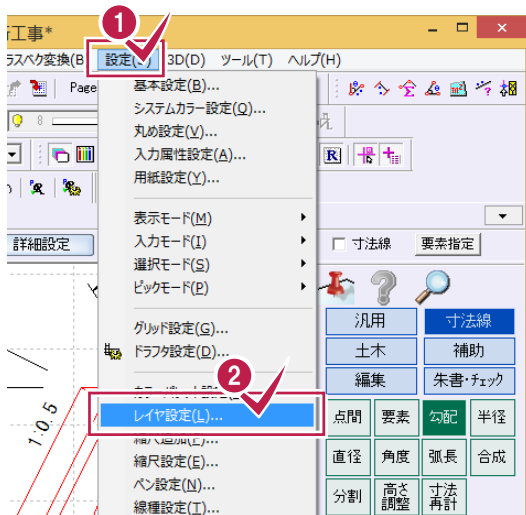 工事*
1
ラスベク変換(B) 設定(S) 3D(D) ツール(T) ヘルプ(H)
Page
8
基本設定(B)...
システムカラー設定(O)...
丸め設定(V)...
入力属性設定(A)...
用紙設定(Y)...
R
表示モード(M)
入力モード(I)
選択モード(S)
ピックモード(P)
グリッド設定(G)...
ドラフタ設定(D)...
2
レイヤ設定(L)...
縮尺追加(F)...
縮尺設定(E)...
ペン設定(N)...
線種設定(T)...
詳細設定
1:0.5
寸法線 要素指定
汎用 寸法線
土木 補助
編集 朱書・チェック
点間 要素 勾配 半径
直径 角度 弧長 合成
分割 高さ調整 寸法再計